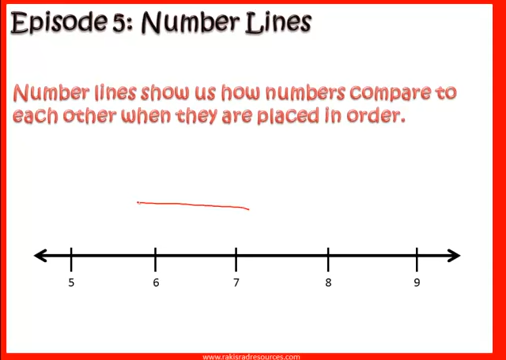 Episode 5: Number Lines
Number lines show us how numbers compare to
each other when they are placed in order.
5 6 7 8 9
www.rakisradresources.com